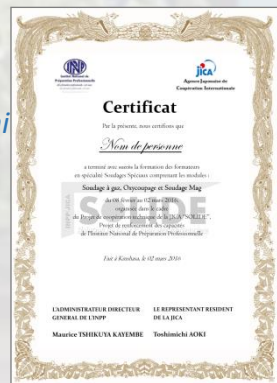 INPP
Institut National de
Préparation Professionnelle
jica
Agence Japonaise de
Coopération Internationale
Certificat
Par la présente, nous certifions que
Nom de personne
a terminé avec succès la formation des formateurs
en spécialité Soudages Spéciaux comprenant les modules :
Soudage à gaz, Oxycoupage et Soudage Mag
du 08 février au 02 mars 2016
organisée dans le cadre
du Projet de coopération technique de la JICA "SOLIDE",
Projet de renforcement des capacités
de l'Institut National de Préparation Professionnelle
INPP-JICA
SOLIDE
Fait à Kinshasa, le 02 mars 2016
L'ADMINISTRATEUR DIRECTEUR
GENERAL DE L'INPP
LE REPRESENTANT RESIDENT
DE LA JICA
Maurice TSHIKUYA KAYEMBE
Toshimichi AOKI